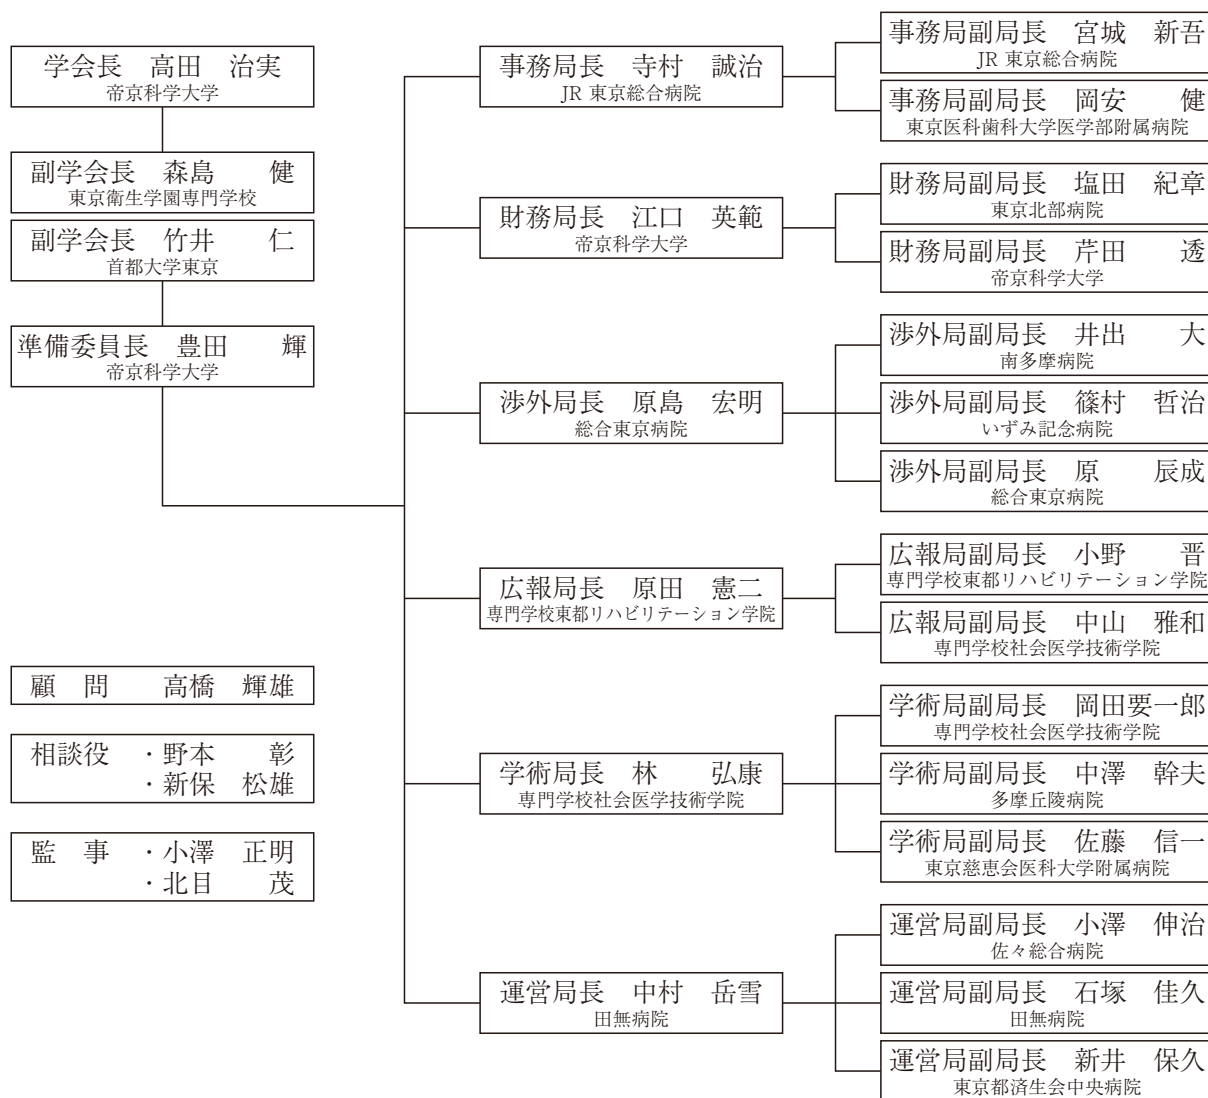 学会長　高田　治実
帝京科学大学
副学会長　森島　　健
東京衛生学園専門学校
副学会長　竹井　　仁
首都大学東京
準備委員長　豊田　　輝
帝京科学大学
顧　問　　高橋　輝雄
相談役　・野本　　彰
・新保　松雄
監　事　・小澤　正明
・北目　　茂
事務局長　寺村　誠治
JR 東京総合病院
事務局副局長　宮城　新吾
JR 東京総合病院
事務局副局長　岡安　　健
東京医科歯科大学医学部附属病院
財務局長　江口　英範
帝京科学大学
財務局副局長　塩田　紀章
東京北部病院
財務局副局長　芹田　　透
帝京科学大学
渉外局長　原島　宏明
総合東京病院
渉外局副局長　井出　　大
南多摩病院
渉外局副局長　篠村　哲治
いずみ記念病院
渉外局副局長　原　　辰成
総合東京病院
広報局長　原田　憲二
専門学校東都リハビリテーション学院
広報局副局長　小野　　晋
専門学校東都リハビリテーション学院
広報局副局長　中山　雅和
専門学校社会医学技術学院
学術局長　林　　弘康
専門学校社会医学技術学院
学術局副局長　岡田要一郎
専門学校社会医学技術学院
学術局副局長　中澤　幹夫
多摩丘陵病院
学術局副局長　佐藤　信一
東京慈恵会医科大学附属病院
運営局長　中村　岳雪
田無病院
運営局副局長　小澤　伸治
佐々総合病院
運営局副局長　石塚　佳久
田無病院
運営局副局長　新井　保久
東京都済生会中央病院